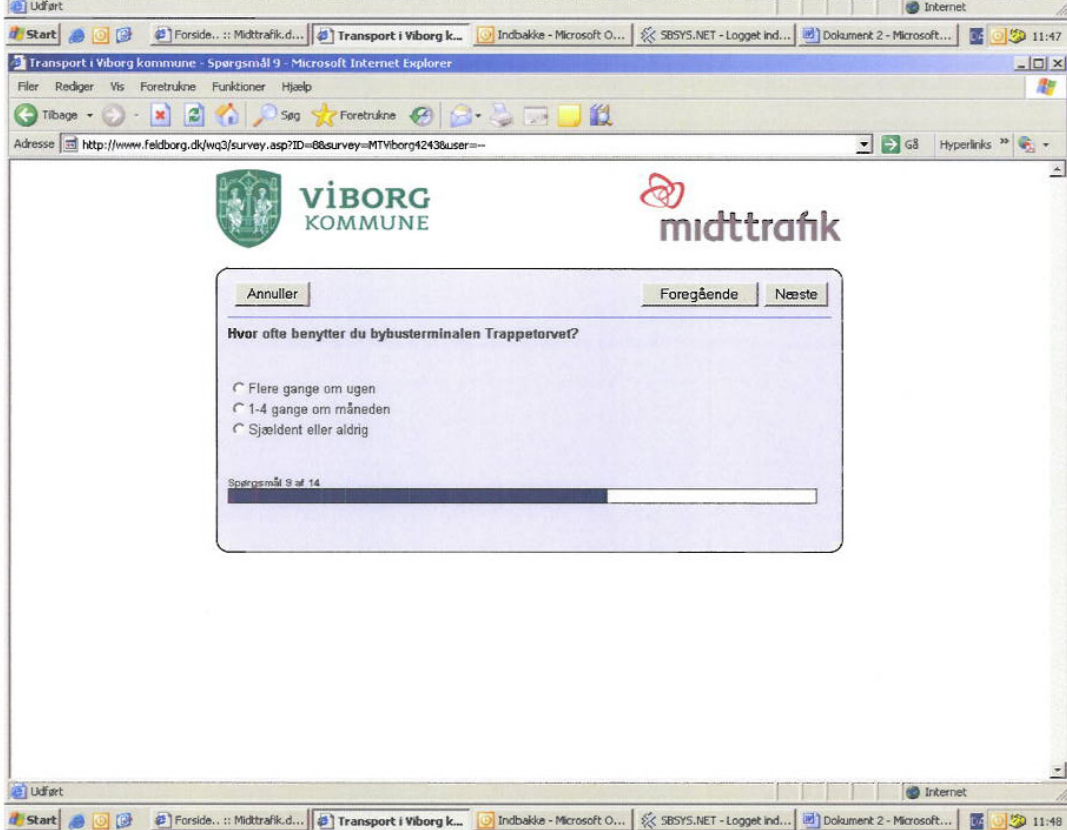 Udført
Internet
Start Forside.. :: Midttrafik.d... Transport i Viborg k... Indbakke - Microsoft O... SBSYS.NET - Logget ind... Dokument 2 - Microsoft... 11:47
Transport i Viborg kommune - Spørgsmål 9 - Microsoft Internet Explorer
Filer Rediger Vis Foretrukne Funktioner Hjælp
Tilbage Søg Foretrukne
Adresse http://www.feldborg.dk/wq3/survey.asp?ID=8&survey=MTViborg4243&user=-- Gå Hyperlinks »
VIBORG
KOMMUNE
midttrafik
Annuller Foregående Næste
Hvor ofte benytter du bybusterminalen Trappetorvet?
Flere gange om ugen
1-4 gange om måneden
Sjældent eller aldrig
Spørgsmål 9 af 14
Udført
Internet
Start Forside.. :: Midttrafik.d... Transport i Viborg k... Indbakke - Microsoft O... SBSYS.NET - Logget ind... Dokument 2 - Microsoft... 11:48